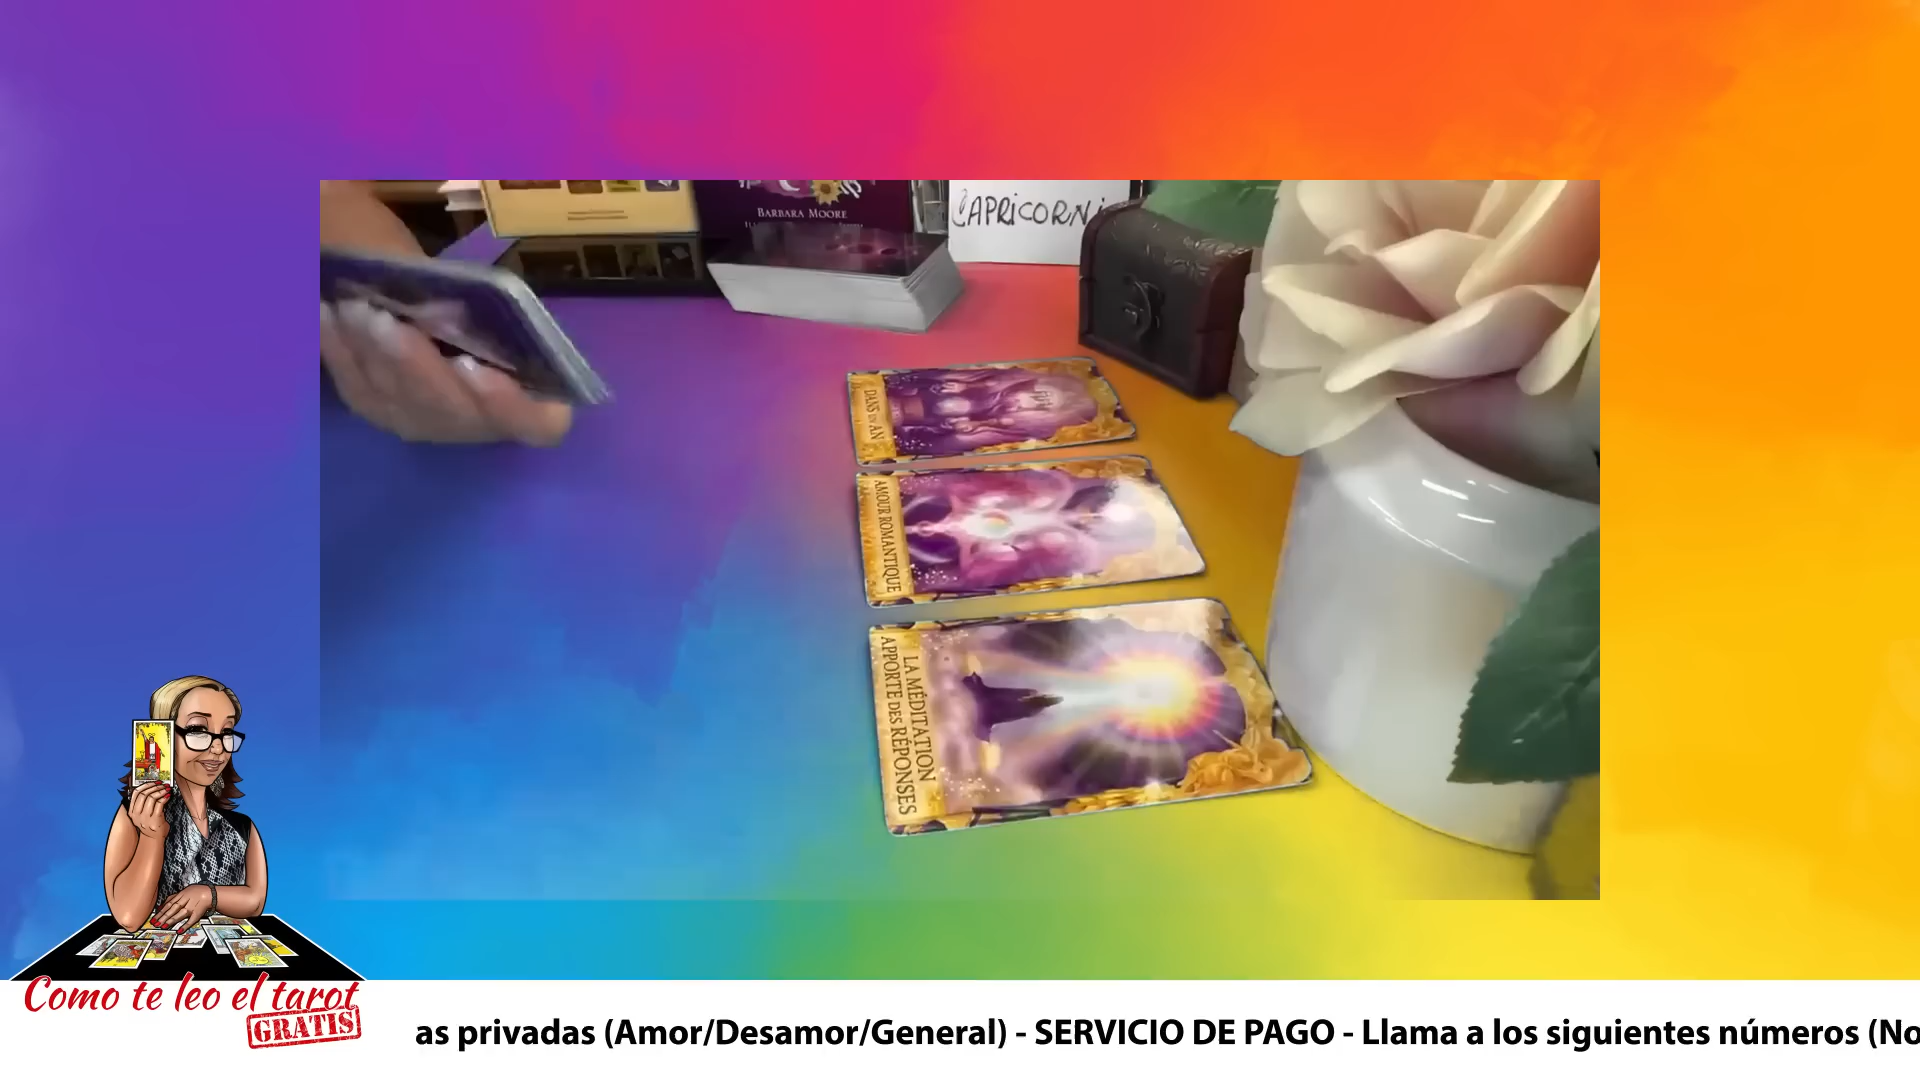 BARBARA MOORE
CAPRICORNi
DANS UN AN
AMOUR ROMANTIQUE
LA MÉDITATION
APPORTE DES RÉPONSES
Como te leo el tarot
GRATIS
as privadas (Amor/Desamor/General) - SERVICIO DE PAGO - Llama a los siguientes números (No